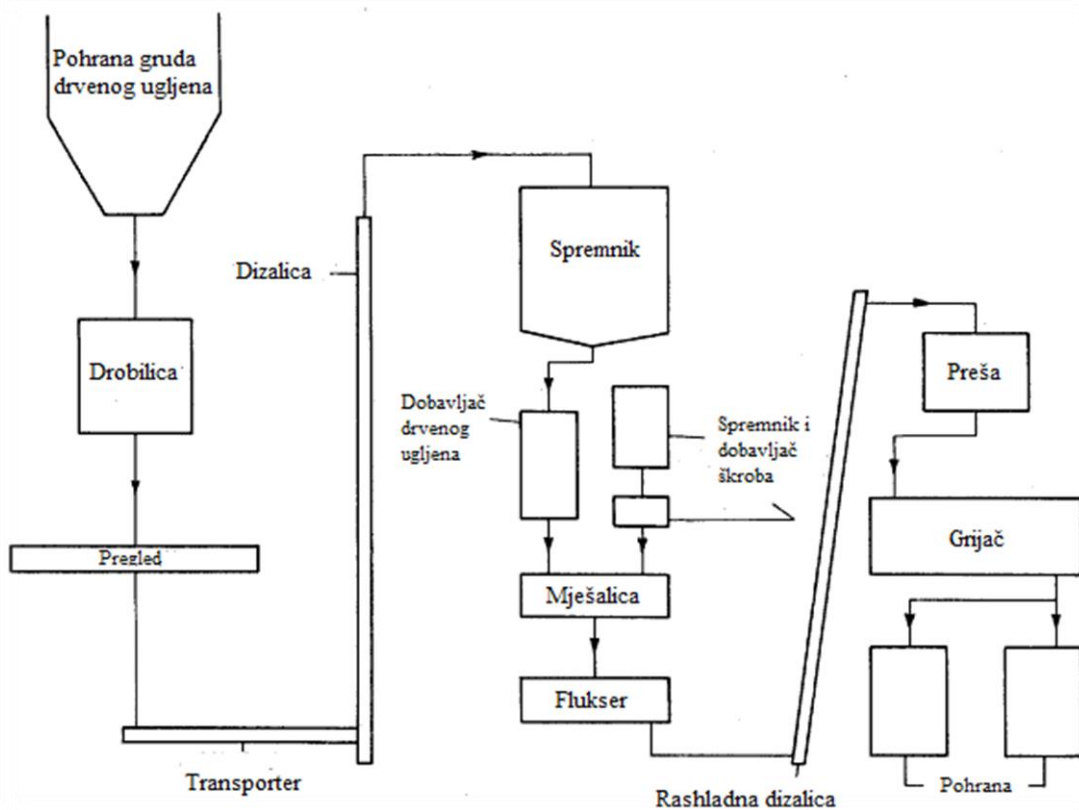 Pohrana gruda
drvenog ugljena
Drobilica
Pregled
Transporter
Dizalica
Spremnik
Dobavljač
drvenog
ugljena
Spremnik i
dobavljač
škroba
Mješalica
Flukser
Rashladna dizalica
Preša
Grijač
Pohrana